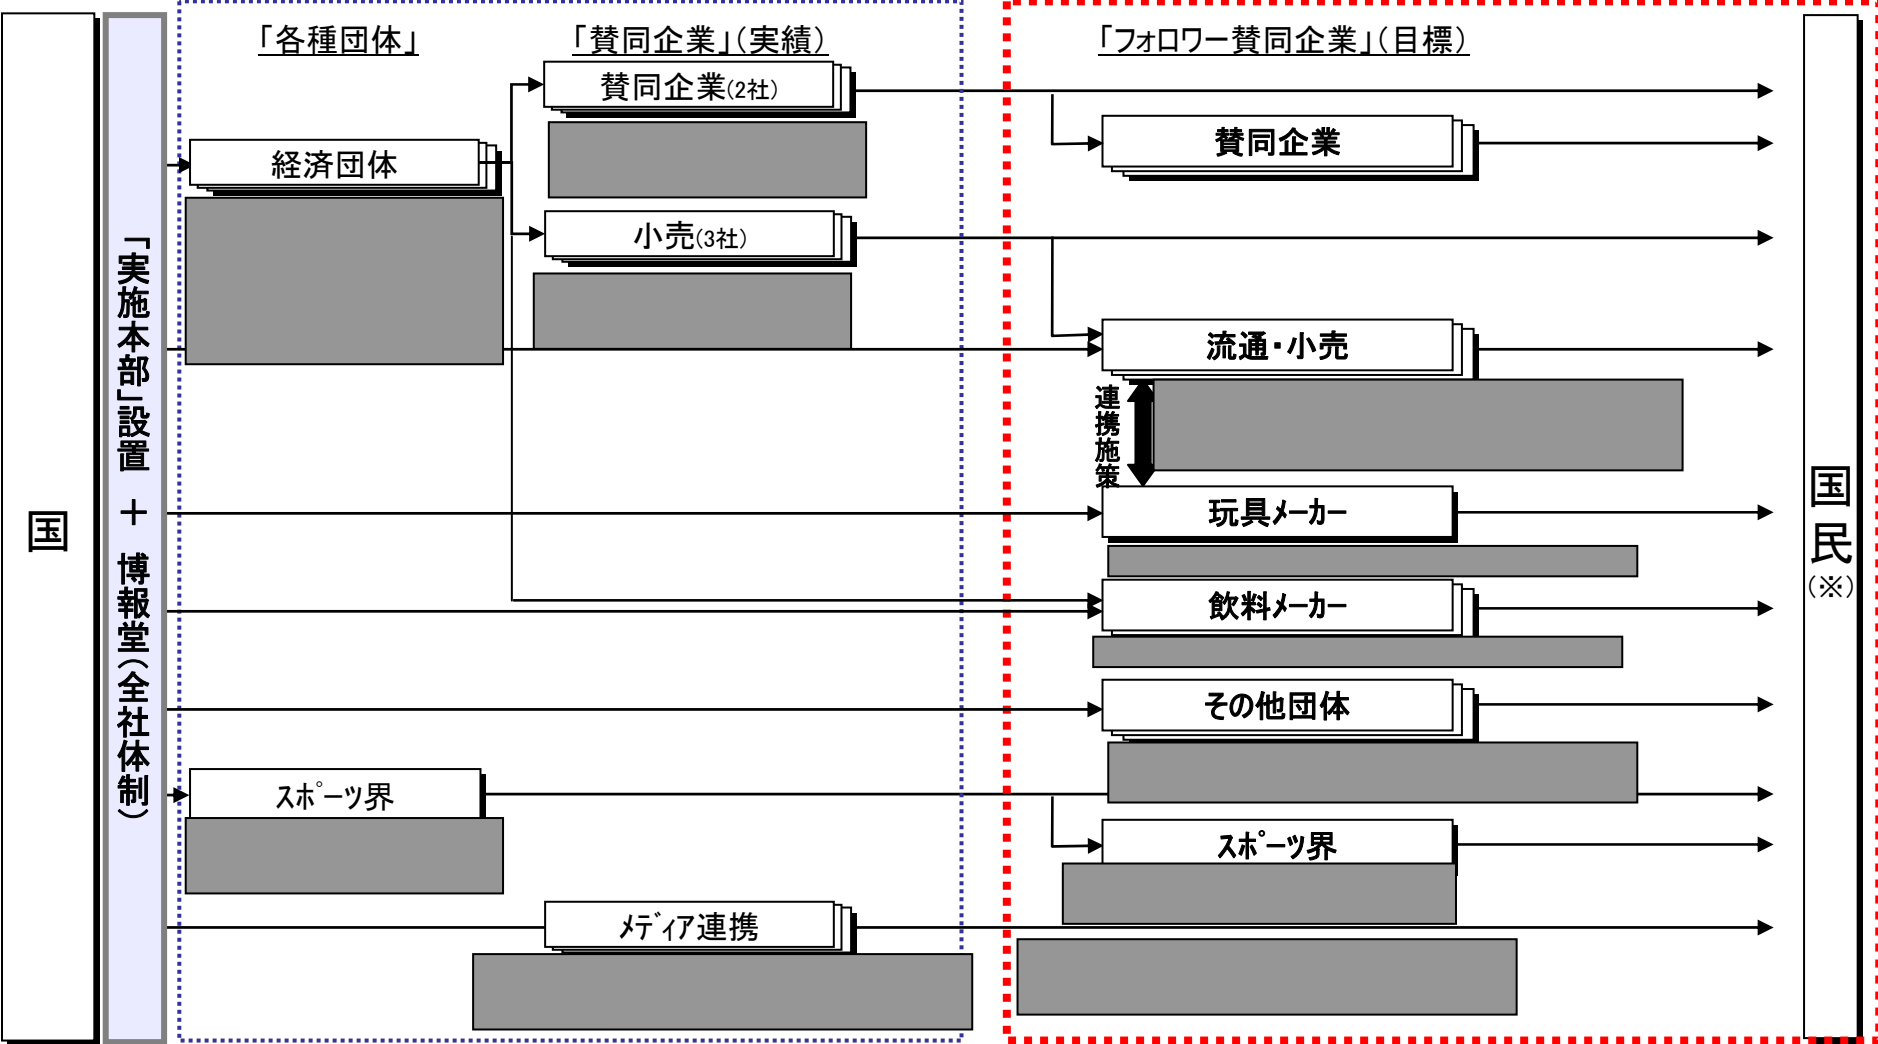 国
「実施本部」設置 ＋ 博報堂(全社体制)
「各種団体」
「賛同企業」(実績)
「フォロワー賛同企業」(目標)
賛同企業(2社)
経済団体
賛同企業
小売(3社)
流通・小売
連携施策
玩具メーカー
飲料メーカー
その他団体
スポーツ界
スポーツ界
メディア連携
国民
(※)